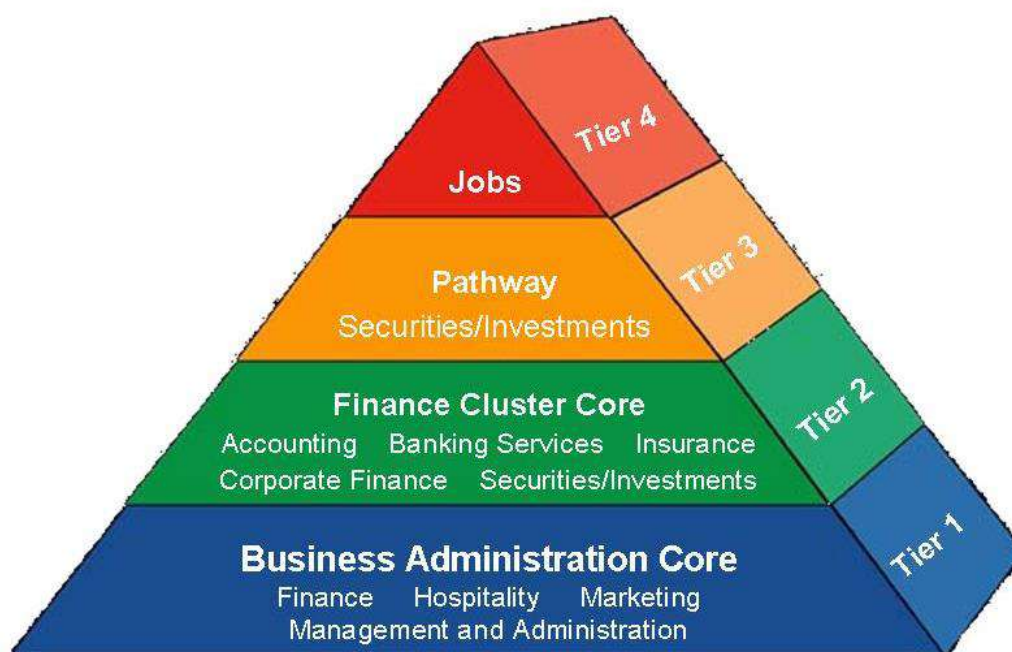 Jobs
Tier 4
Pathway
Securities/Investments
Tier 3
Finance Cluster Core
Accounting Banking Services Insurance
Corporate Finance Securities/Investments
Tier 2
Business Administration Core
Finance Hospitality Marketing
Management and Administration
Tier 1